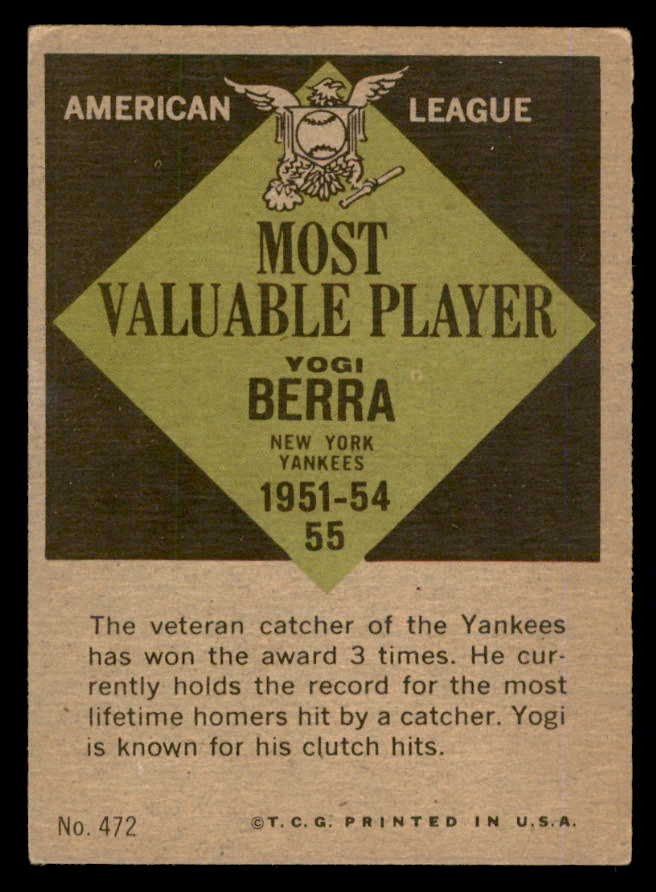 AMERICAN LEAGUE
MOST
VALUABLE PLAYER
YOGI
BERRA
NEW YORK
YANKEES
1951-54
55
The veteran catcher of the Yankees
has won the award 3 times. He cur-
rently holds the record for the most
lifetime homers hit by a catcher. Yogi
is known for his clutch hits.
No. 472 ©T.C.G. PRINTED IN U.S.A.